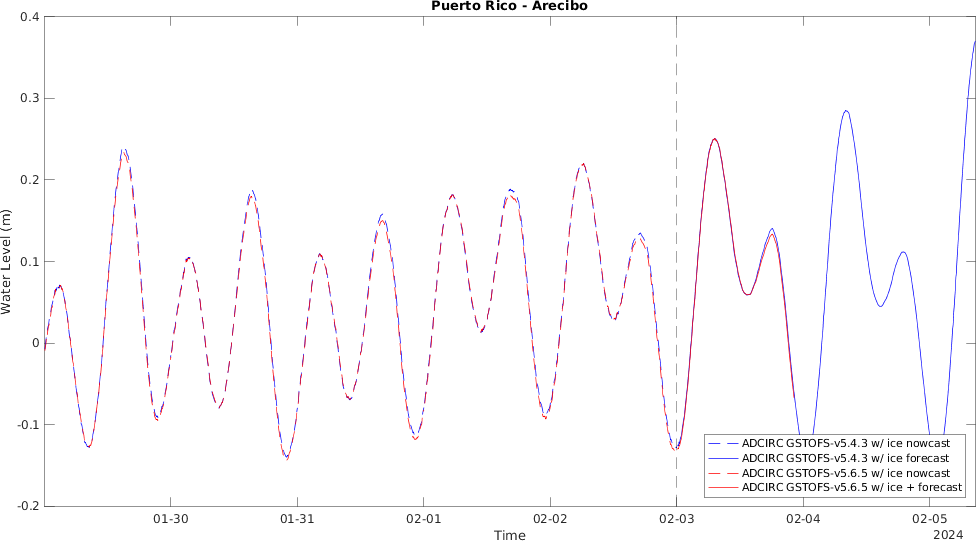 Puerto Rico - Arecibo
0.4
0.3
0.2
0.1
0
-0.1
-0.2
Water Level (m)
ADCIRC GSTOFS-v5.4.3 w/ ice nowcast
ADCIRC GSTOFS-v5.4.3 w/ ice forecast
ADCIRC GSTOFS-v5.6.5 w/ ice nowcast
ADCIRC GSTOFS-v5.6.5 w/ ice + forecast
01-30 01-31 02-01 02-02 02-03 02-04 02-05
Time
2024